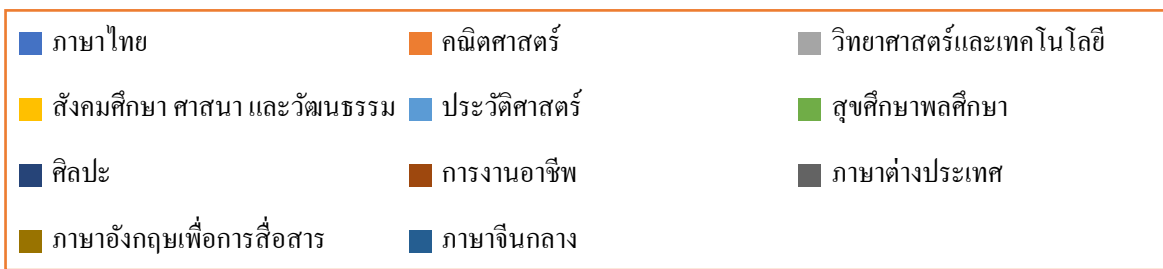 ภาษาไทย คณิตศาสตร์ วิทยาศาสตร์และเทคโนโลยี
สังคมศึกษา ศาสนา และวัฒนธรรม ประวัติศาสตร์ สุขศึกษาพลศึกษา
ศิลปะ การงานอาชีพ ภาษาต่างประเทศ
ภาษาอังกฤษเพื่อการสื่อสาร ภาษาจีนกลาง